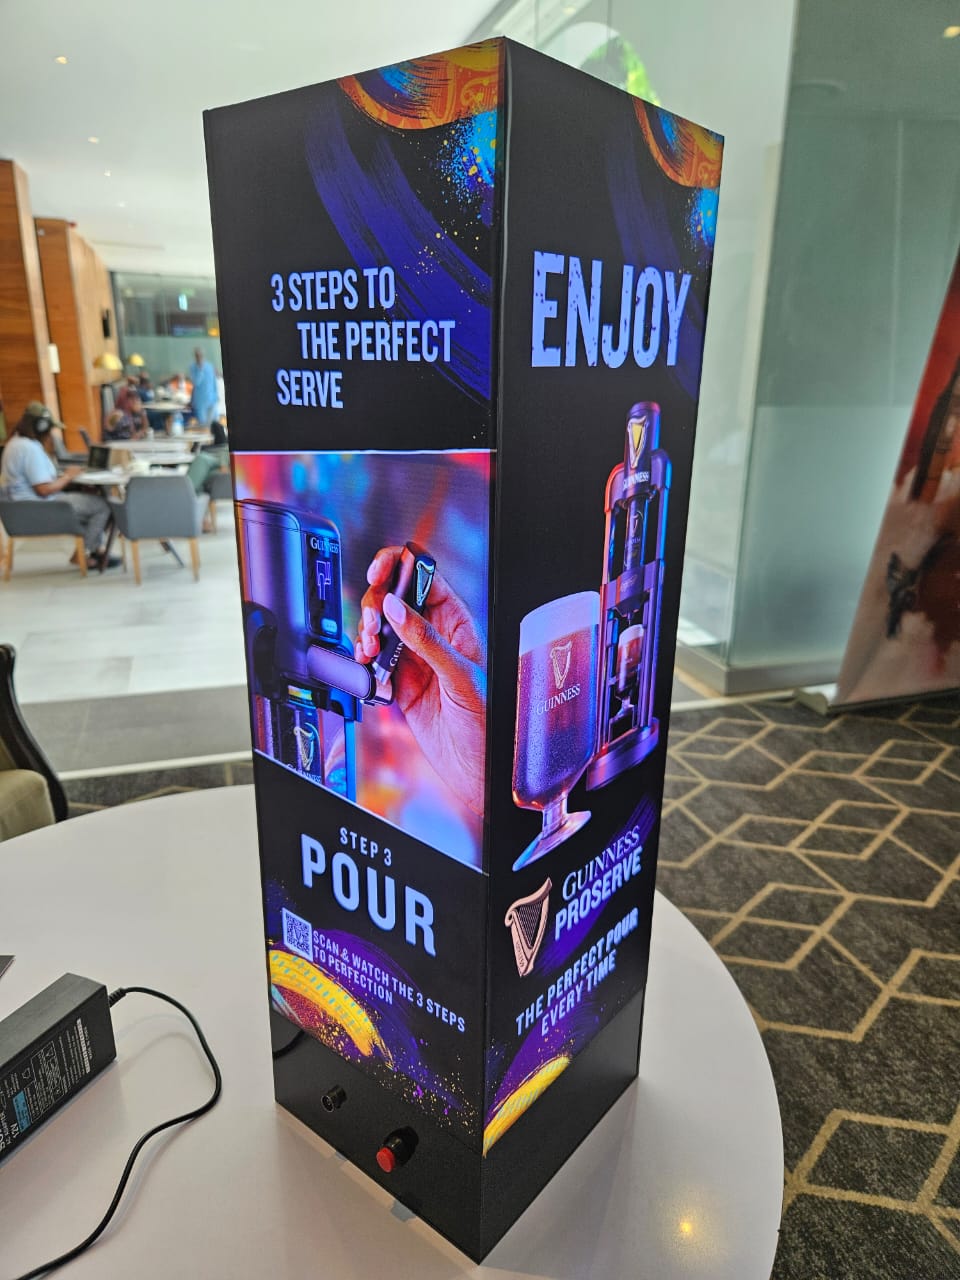 3 STEPS TO
THE PERFECT
SERVE
GUINNESS
STEP 3
POUR
SCAN & WATCH THE 3 STEPS
TO PERFECTION
ENJOY
GUINNESS
GUINNESS
GUINNESS
PROSERVE
THE PERFECT POUR
EVERY TIME